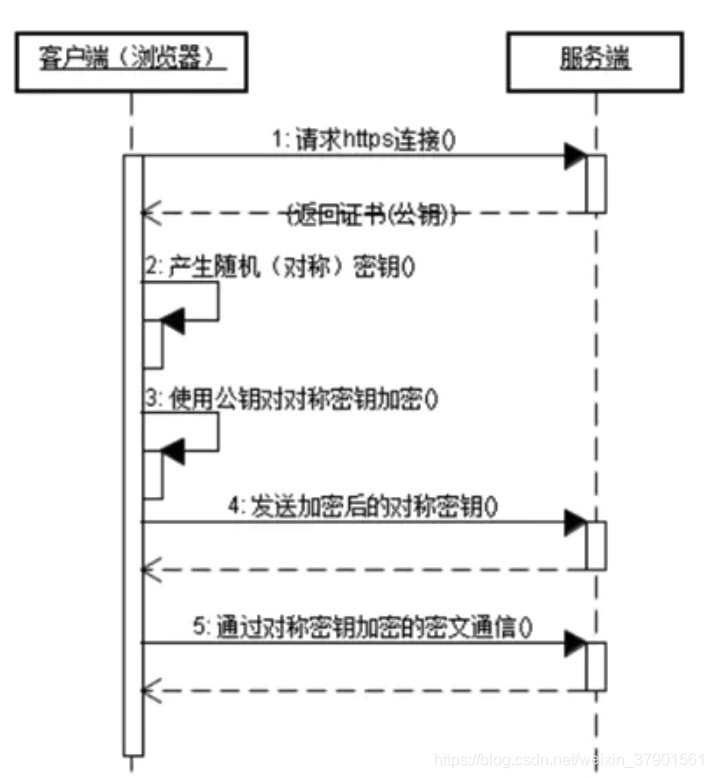 客户端（浏览器）
服务端
1: 请求https连接()
(返回证书(公钥))
2: 产生随机（对称）密钥()
3: 使用公钥对对称密钥加密()
4: 发送加密后的对称密钥()
5: 通过对称密钥加密的密文通信()
https://blog.csdn.net/weixin_37901561